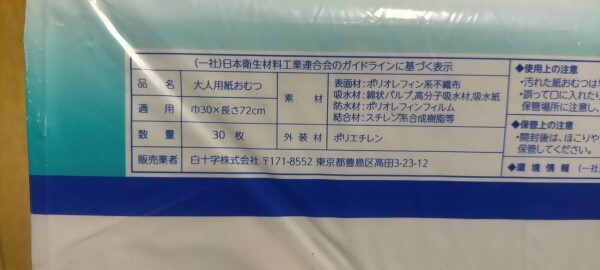 (一社)日本衛生材料工業連合会のガイドラインに基づく表示
品名 大人用紙おむつ
適用 巾30×長さ72cm
数量 30 枚
販売業者 白十字株式会社 〒171-8552 東京都豊島区高田3-23-12
素材 表面材:ポリオレフィン系不織布
吸水材:綿状パルプ,高分子吸水材,吸水紙
防水材:ポリオレフィンフィルム
結合材:スチレン系合成樹脂等
外装材 ポリエチレン
◆使用上の注意
・汚れた紙おむつは早
・誤って口に入れたり
保管場所に注意し、
◆保管上の注意
・開封後は、ほこりや
保管してください。
◆環境情報 (一社)